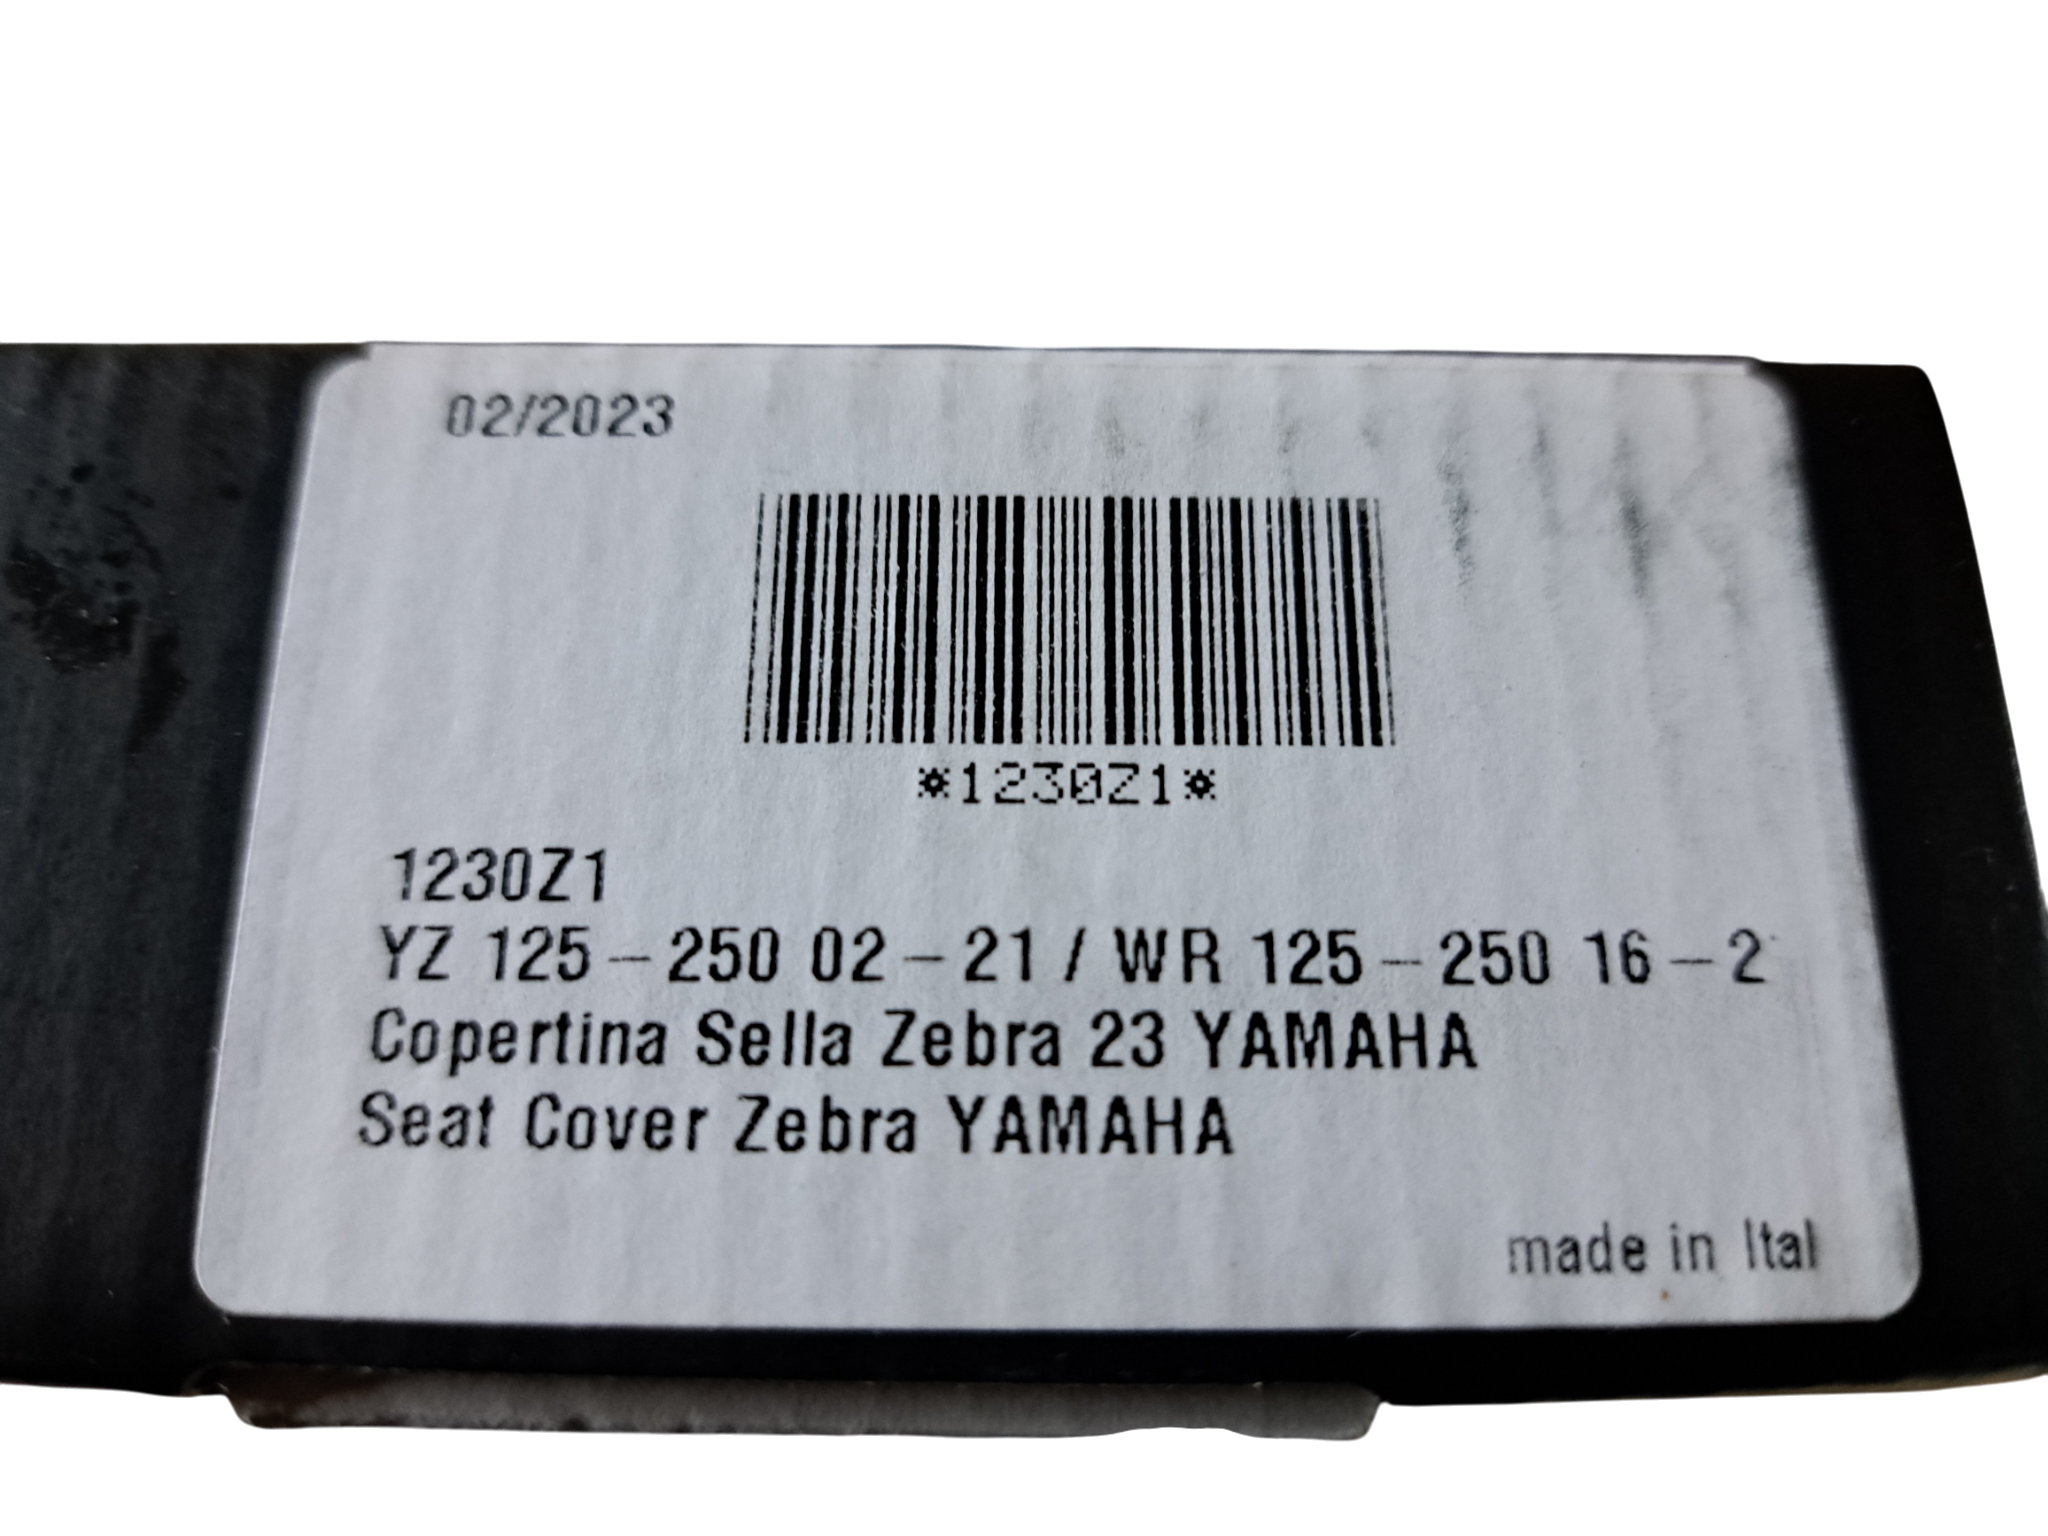 02/2023
*1230Z1*
1230Z1
YZ 125-250 02-21 / WR 125-250 16-2
Copertina Sella Zebra 23 YAMAHA
Seat Cover Zebra YAMAHA
made in Ital